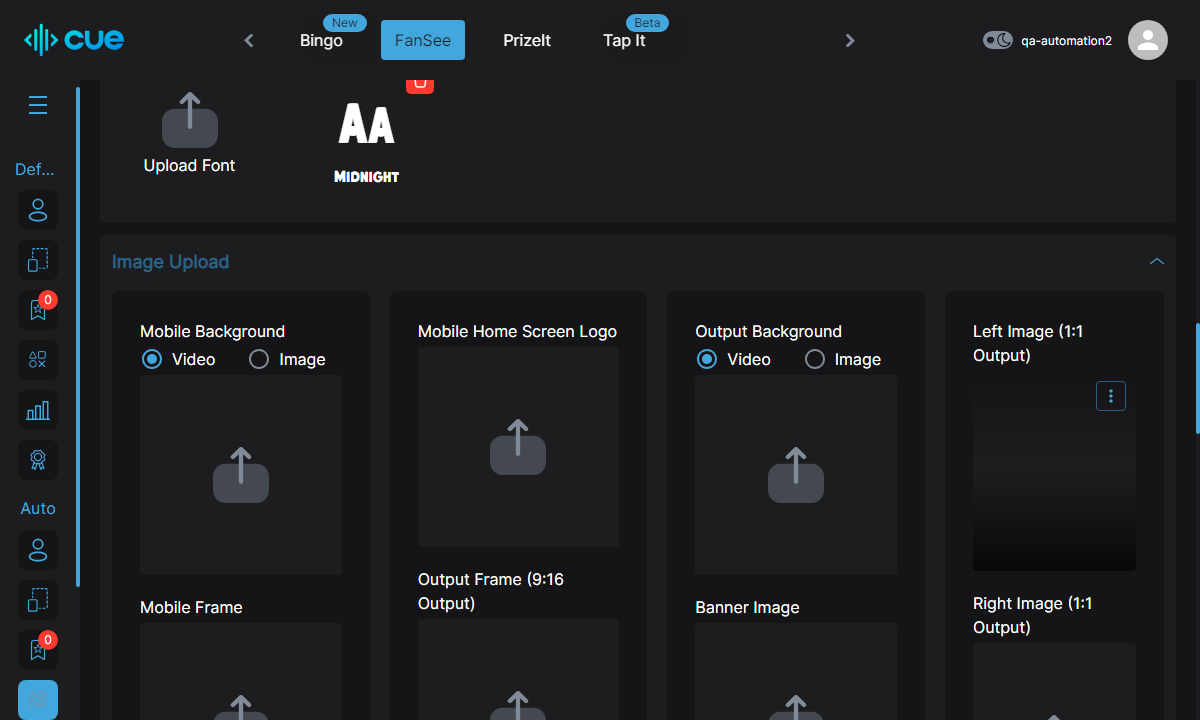 cue
Bingo
New
FanSee
PrizeIt
Tap It
Beta
qa-automation2
Def...
0
Auto
0
Upload Font
AA
MIDNIGHT
Image Upload
Mobile Background
Video
Image
Mobile Frame
Mobile Home Screen Logo
Output Frame (9:16
Output)
Output Background
Video
Image
Banner Image
Left Image (1:1
Output)
Right Image (1:1
Output)